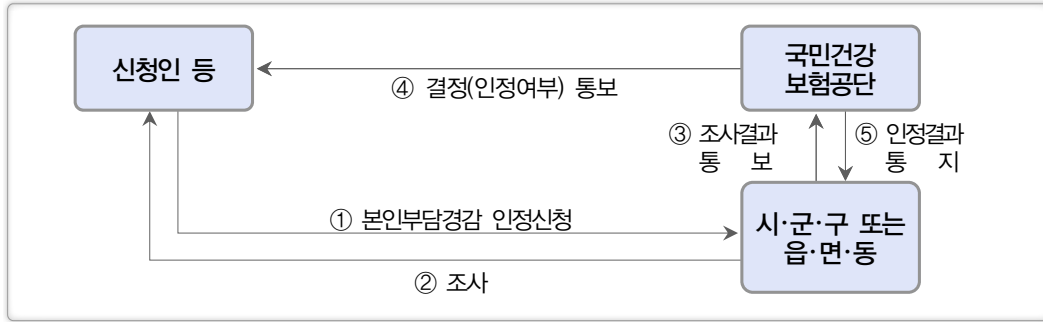 신청인 등
국민건강
보험공단
④ 결정(인정여부) 통보
③ 조사결과
통 보
⑤ 인정결과
통 지
① 본인부담경감 인정신청
시·군·구 또는
읍·면·동
② 조사